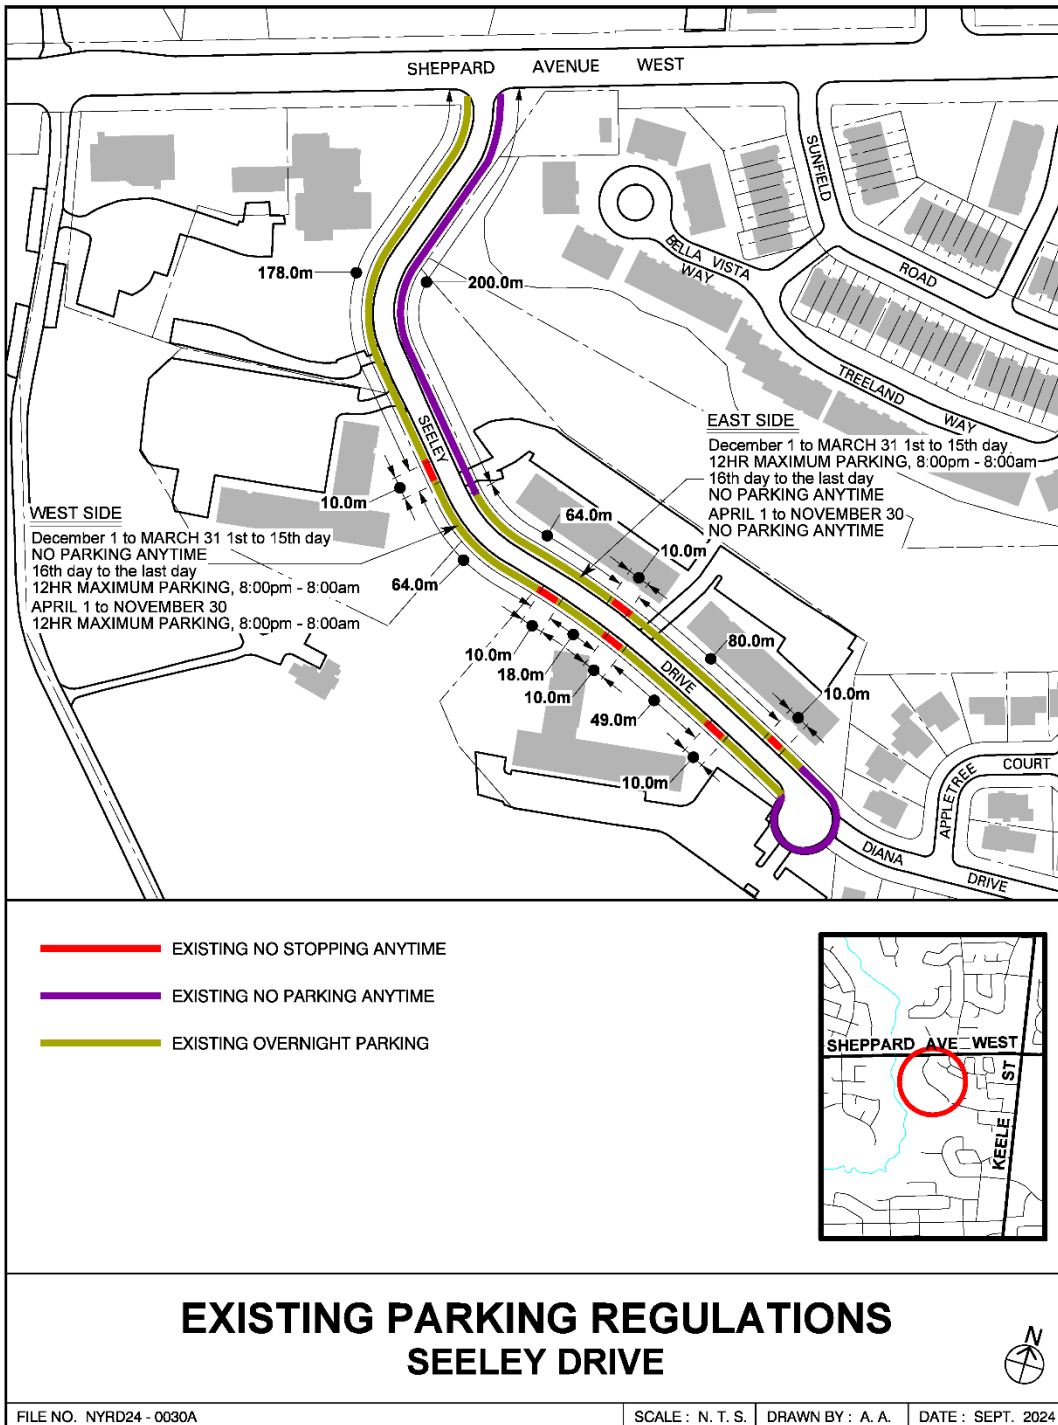 SHEPPARD AVENUE WEST
SUNFIELD
ROAD
BELLA VISTA
WAY
TREELAND
WAY
178.0m
200.0m
SEELEY
EAST SIDE
December 1 to MARCH 31 1st to 15th day
12HR MAXIMUM PARKING, 8:00pm - 8:00am
16th day to the last day
NO PARKING ANYTIME
APRIL 1 to NOVEMBER 30
NO PARKING ANYTIME
10.0m
WEST SIDE
December 1 to MARCH 31 1st to 15th day
NO PARKING ANYTIME
16th day to the last day
12HR MAXIMUM PARKING, 8:00pm - 8:00am
APRIL 1 to NOVEMBER 30
12HR MAXIMUM PARKING, 8:00pm - 8:00am
64.0m
10.0m
64.0m
10.0m
18.0m
10.0m
49.0m
10.0m
DRIVE
80.0m
10.0m
APPLETREE
COURT
DIANA
DRIVE
EXISTING NO STOPPING ANYTIME
EXISTING NO PARKING ANYTIME
EXISTING OVERNIGHT PARKING
SHEPPARD AVE WEST
KEELE ST
EXISTING PARKING REGULATIONS
SEELEY DRIVE
N
FILE NO. NYRD24 - 0030A
SCALE : N. T. S.
DRAWN BY : A. A.
DATE : SEPT. 2024